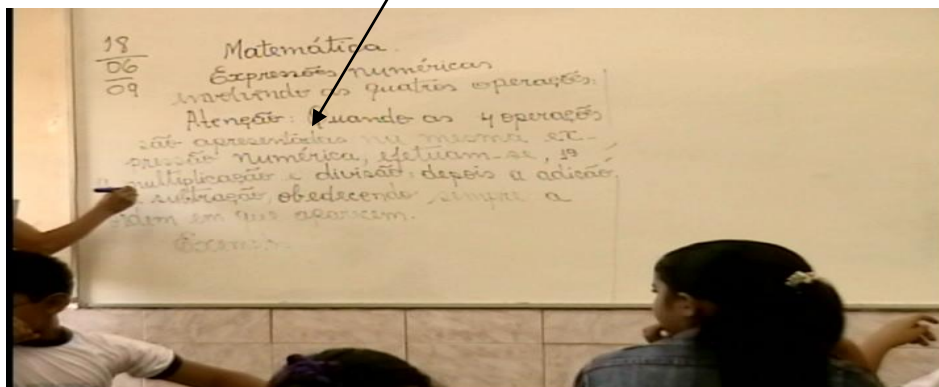 18
06
09
Matemática.
Expressões numéricas
envolvendo as quatro operações.
Atenção: Quando as 4 operações
são apresentadas na mesma ex-
pressão numérica, efetuam-se, 1º
a multiplicação e divisão; depois a adição
subtração, obedecendo sempre a
ordem em que aparecem.